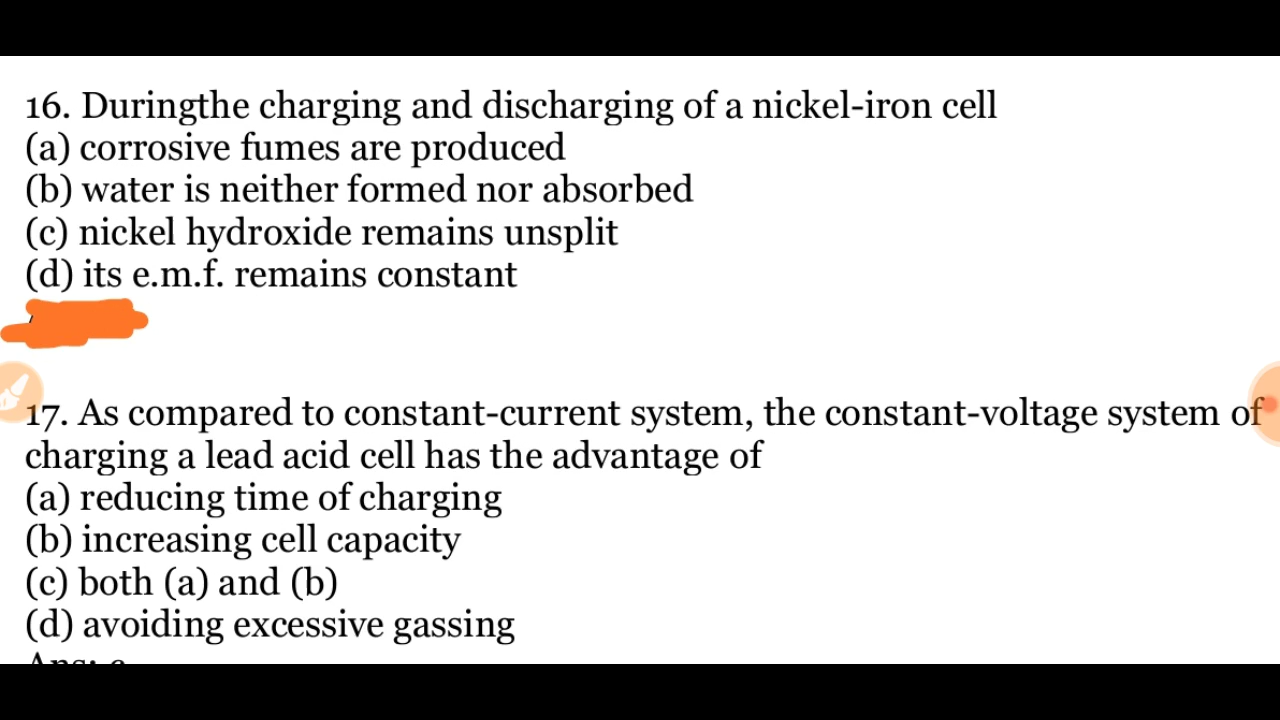 16. Duringthe charging and discharging of a nickel-iron cell
(a) corrosive fumes are produced
(b) water is neither formed nor absorbed
(c) nickel hydroxide remains unsplit
(d) its e.m.f. remains constant
17. As compared to constant-current system, the constant-voltage system of
charging a lead acid cell has the advantage of
(a) reducing time of charging
(b) increasing cell capacity
(c) both (a) and (b)
(d) avoiding excessive gassing